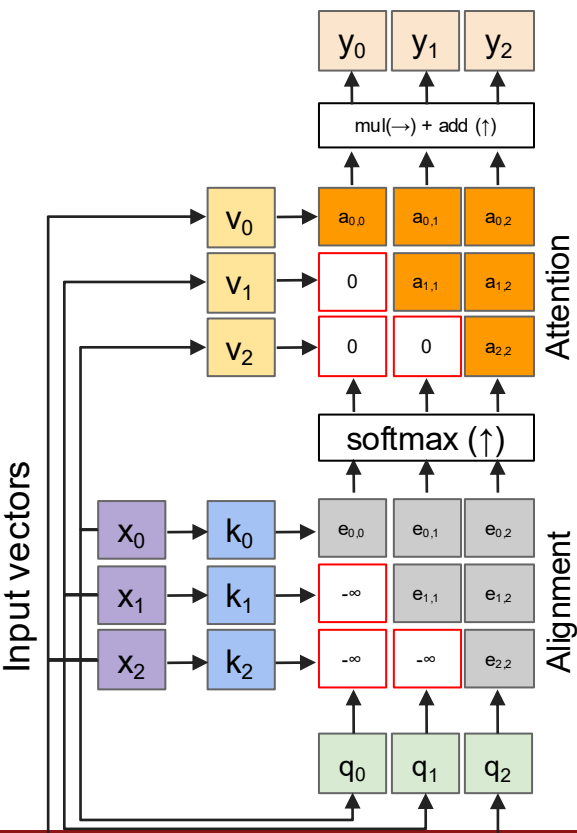 y0 y1 y2
mul(→) + add (↑)
v0 a0,0 a0,1 a0,2
v1 0 a1,1 a1,2
v2 0 0 a2,2
Attention
softmax (↑)
Input vectors
x0 k0 e0,0 e0,1 e0,2
x1 k1 -∞ e1,1 e1,2
x2 k2 -∞ -∞ e2,2
Alignment
q0 q1 q2